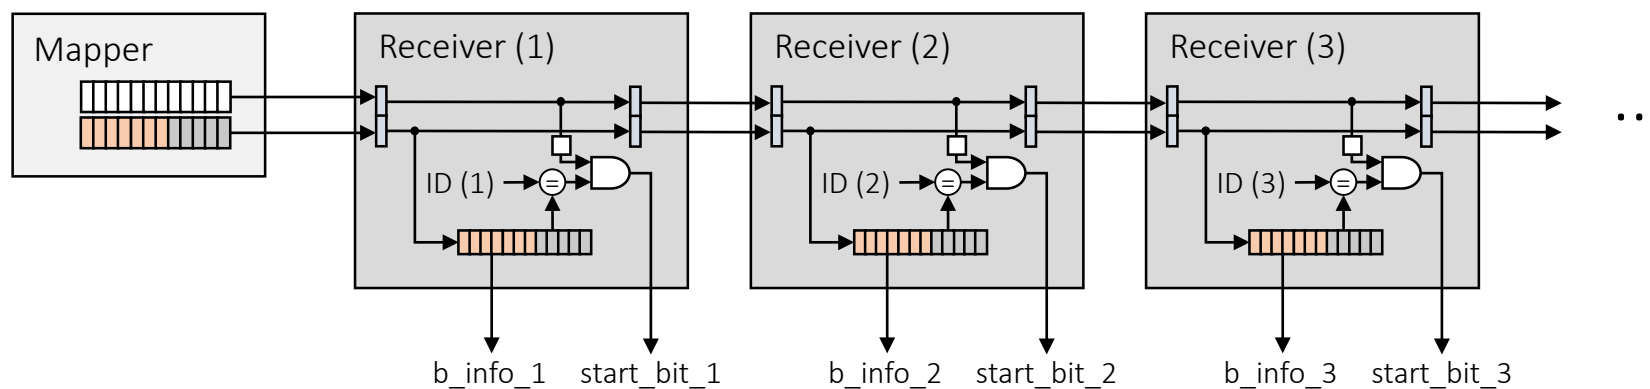 Mapper
Receiver (1)
Receiver (2)
Receiver (3)
ID (1)
=
ID (2)
=
ID (3)
=
b_info_1
start_bit_1
b_info_2
start_bit_2
b_info_3
start_bit_3